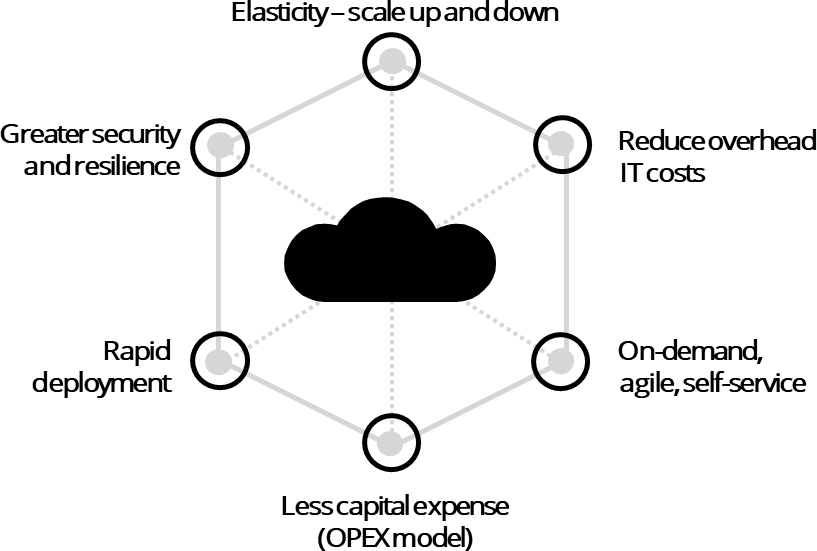 Elasticity – scale up and down
Greater security
and resilience
Reduce overhead
IT costs
Rapid
deployment
On-demand,
agile, self-service
Less capital expense
(OPEX model)